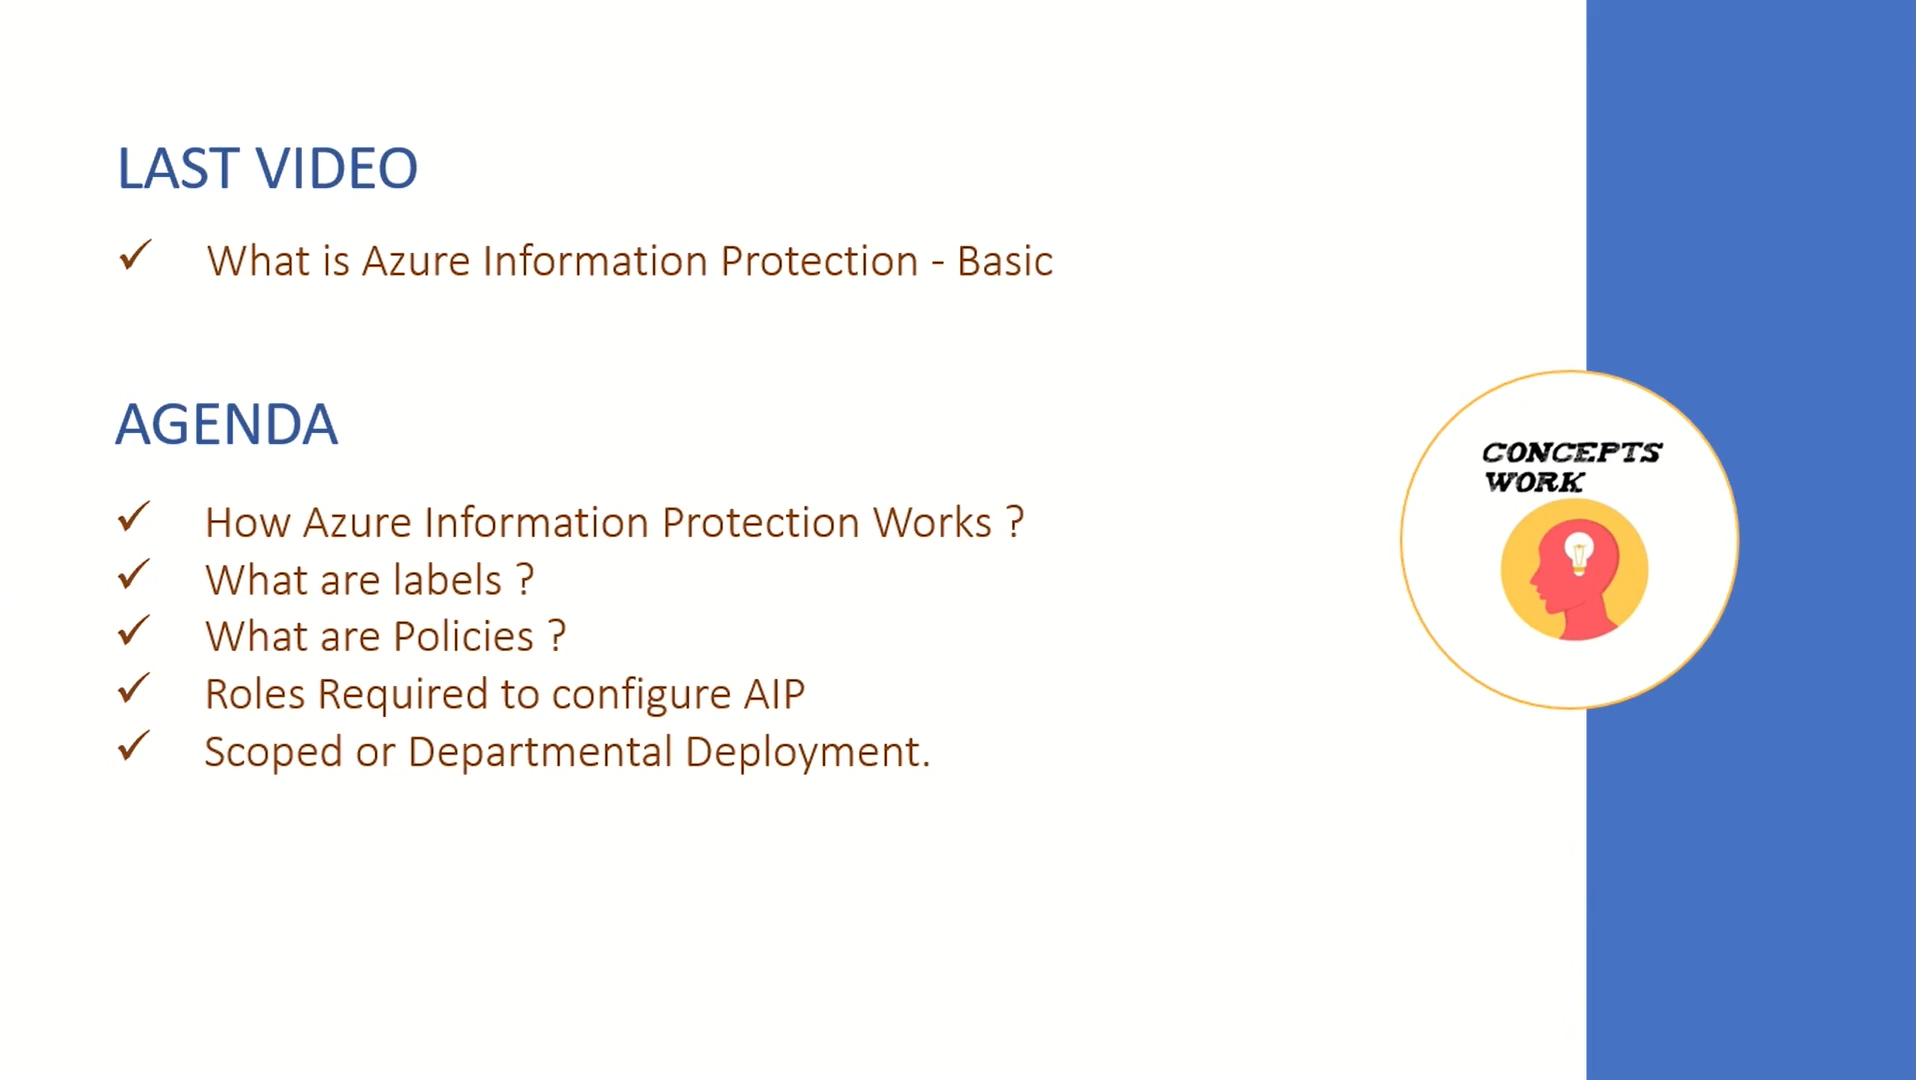 LAST VIDEO
✓ What is Azure Information Protection - Basic
AGENDA
✓ How Azure Information Protection Works ?
✓ What are labels ?
✓ What are Policies ?
✓ Roles Required to configure AIP
✓ Scoped or Departmental Deployment.
CONCEPTS
WORK